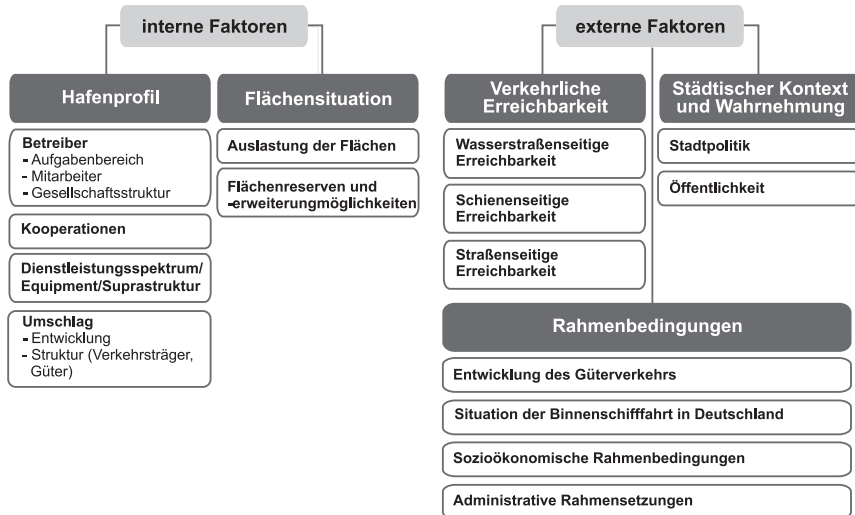 interne Faktoren
Hafenprofil
Betreiber
- Aufgabenbereich
- Mitarbeiter
- Gesellschaftsstruktur
Kooperationen
Dienstleistungsspektrum/
Equipment/Suprastruktur
Umschlag
- Entwicklung
- Struktur (Verkehrsträger,
Güter)
Flächensituation
Auslastung der Flächen
Flächenreserven und
-erweiterungmöglichkeiten
externe Faktoren
Verkehrliche
Erreichbarkeit
Wasserstraßenseitige
Erreichbarkeit
Schienenseitige
Erreichbarkeit
Straßenseitige
Erreichbarkeit
Städtischer Kontext
und Wahrnehmung
Stadtpolitik
Öffentlichkeit
Rahmenbedingungen
Entwicklung des Güterverkehrs
Situation der Binnenschifffahrt in Deutschland
Sozioökonomische Rahmenbedingungen
Administrative Rahmensetzungen